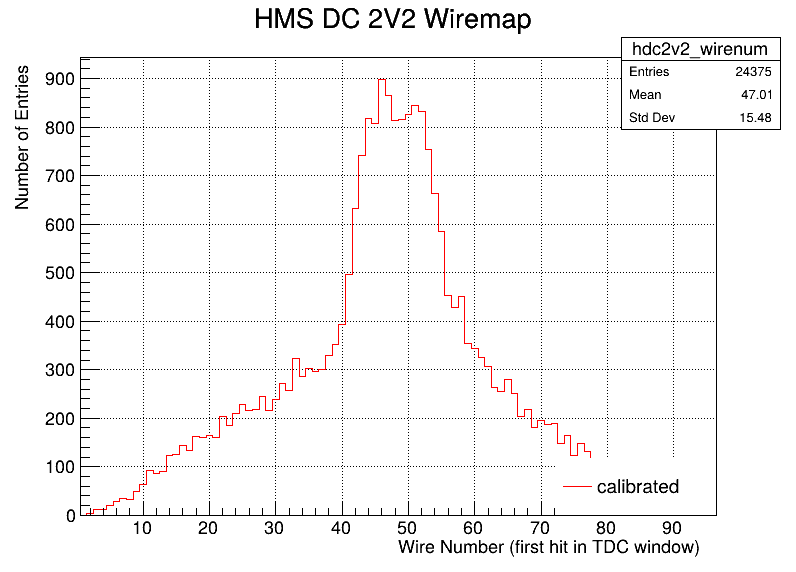 HMS DC 2V2 Wiremap
hdc2v2_wirenum
Entries 24375
Mean 47.01
Std Dev 15.48
Number of Entries
900
800
700
600
500
400
300
200
100
0
10 20 30 40 50 60 70 80 90
calibrated
Wire Number (first hit in TDC window)